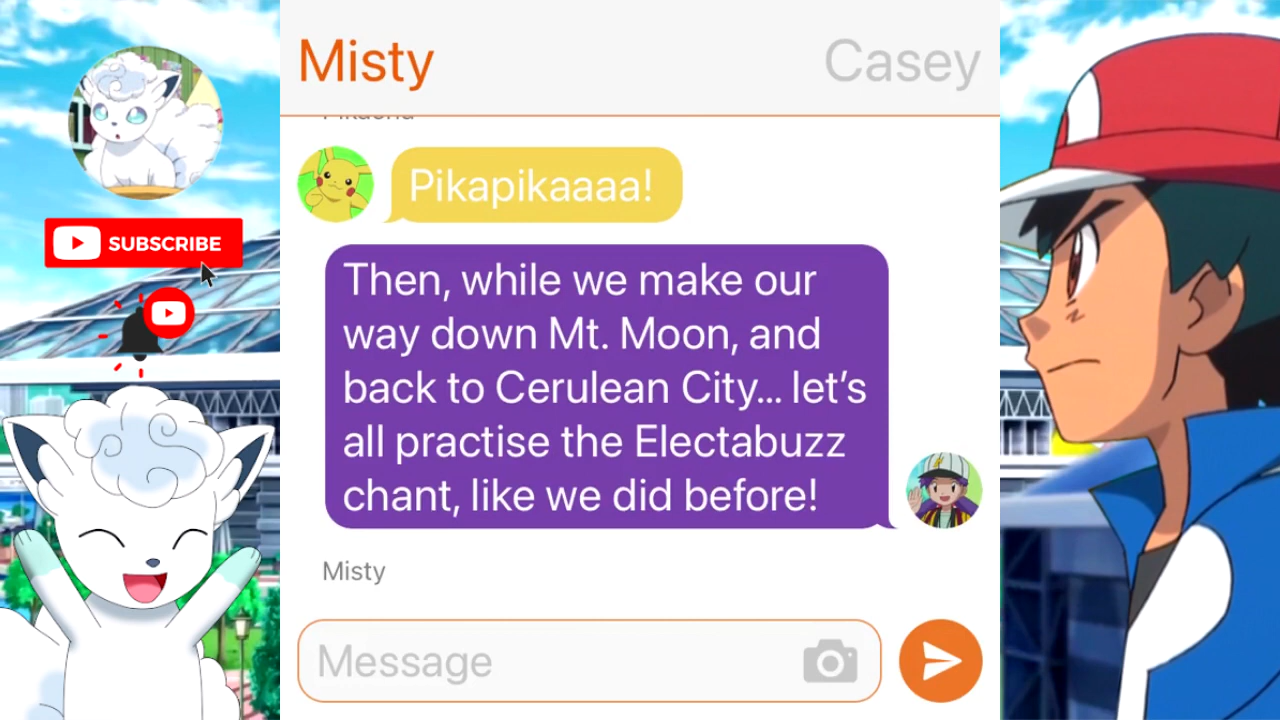 Misty
Casey
SUBSCRIBE
Pikachu
Pikapikaaaa!
Then, while we make our
way down Mt. Moon, and
back to Cerulean City... let's
all practise the Electabuzz
chant, like we did before!
Misty
Message